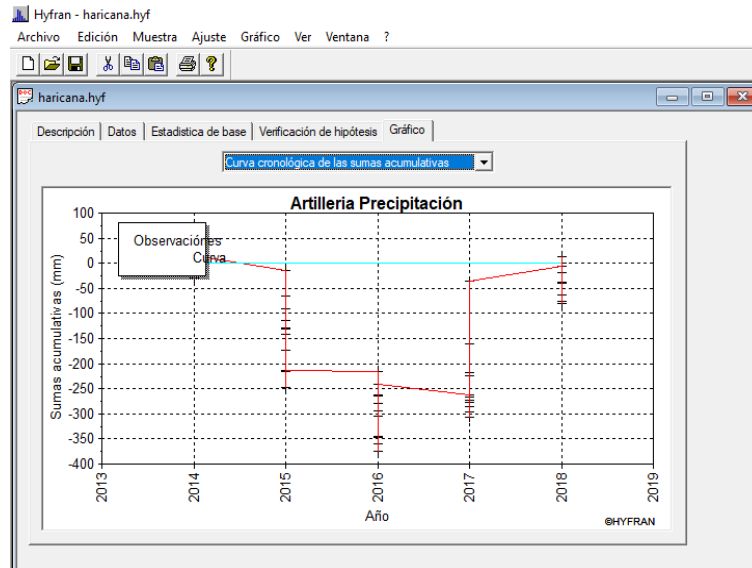 Hyfran - haricana.hyf
Archivo Edición Muestra Ajuste Gráfico Ver Ventana ?
haricana.hyf
Descripción Datos Estadistica de base Verificación de hipótesis Gráfico
Curva cronológica de las sumas acumulativas
Artilleria Precipitación
100
50
0
-50
-100
-150
-200
-250
-300
-350
-400
Sumas acumulativas (mm)
Observaciónes
Curva
2013 2014 2015 2016 2017 2018 2019
Año
©HYFRAN